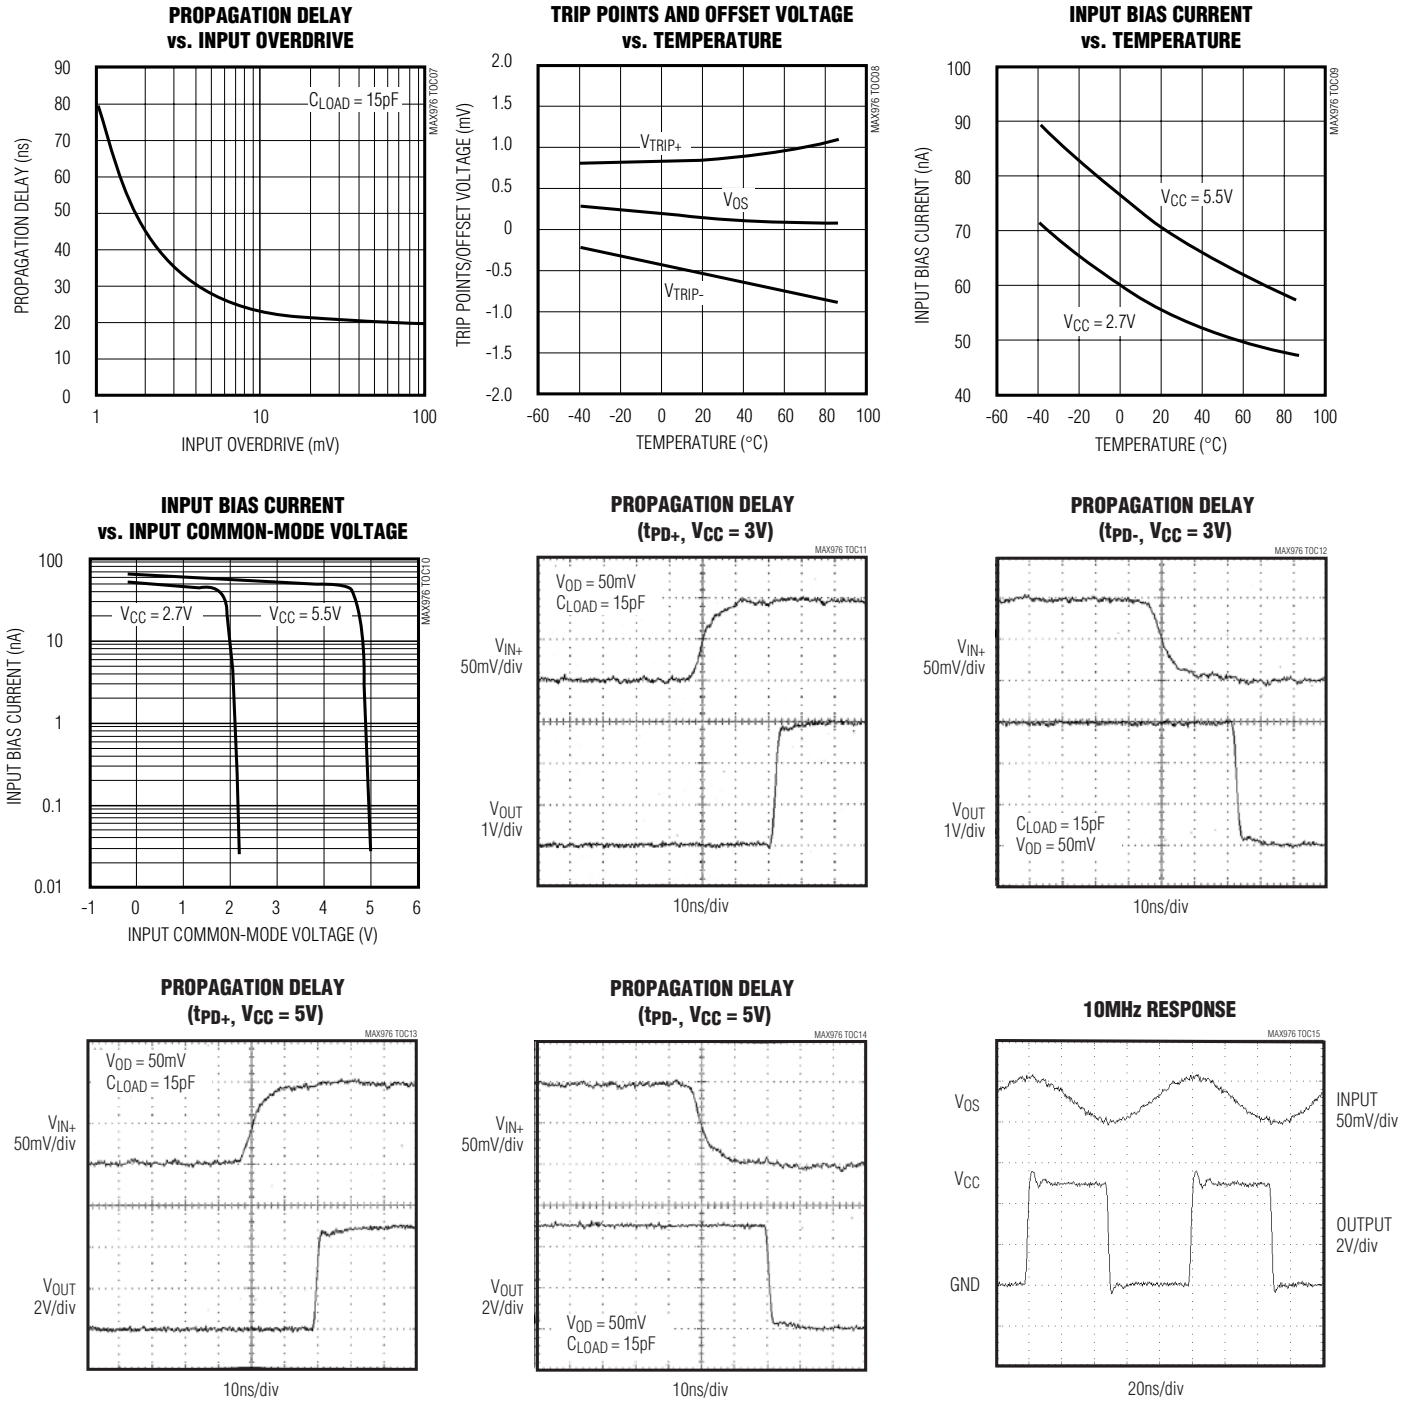 PROPAGATION DELAY
vs. INPUT OVERDRIVE
MAX976 TOC07
CLOAD = 15pF
PROPAGATION DELAY (ns)
90
80
70
60
50
40
30
20
10
0
1
10
100
INPUT OVERDRIVE (mV)
TRIP POINTS AND OFFSET VOLTAGE
vs. TEMPERATURE
MAX976 TOC08
TRIP POINTS/OFFSET VOLTAGE (mV)
2.0
1.5
1.0
0.5
0
-0.5
-1.0
-1.5
-2.0
VTRIP+
VOS
VTRIP-
-60 -40 -20 0 20 40 60 80 100
TEMPERATURE (°C)
INPUT BIAS CURRENT
vs. TEMPERATURE
MAX976 TOC09
INPUT BIAS CURRENT (nA)
100
90
80
70
60
50
40
VCC = 5.5V
VCC = 2.7V
-60 -40 -20 0 20 40 60 80 100
TEMPERATURE (°C)
INPUT BIAS CURRENT
vs. INPUT COMMON-MODE VOLTAGE
MAX976 TOC10
INPUT BIAS CURRENT (nA)
100
10
1
0.1
0.01
VCC = 2.7V
VCC = 5.5V
-1 0 1 2 3 4 5 6
INPUT COMMON-MODE VOLTAGE (V)
PROPAGATION DELAY
(tPD+, VCC = 3V)
MAX976 TOC11
VOD = 50mV
CLOAD = 15pF
VIN+
50mV/div
VOUT
1V/div
10ns/div
PROPAGATION DELAY
(tPD-, VCC = 3V)
MAX976 TOC12
VIN+
50mV/div
VOUT
1V/div
CLOAD = 15pF
VOD = 50mV
10ns/div
PROPAGATION DELAY
(tPD+, VCC = 5V)
MAX976 TOC13
VOD = 50mV
CLOAD = 15pF
VIN+
50mV/div
VOUT
2V/div
10ns/div
PROPAGATION DELAY
(tPD-, VCC = 5V)
MAX976 TOC14
VIN+
50mV/div
VOUT
2V/div
VOD = 50mV
CLOAD = 15pF
10ns/div
10MHz RESPONSE
MAX976 TOC15
VOS
INPUT
50mV/div
VCC
OUTPUT
2V/div
GND
20ns/div